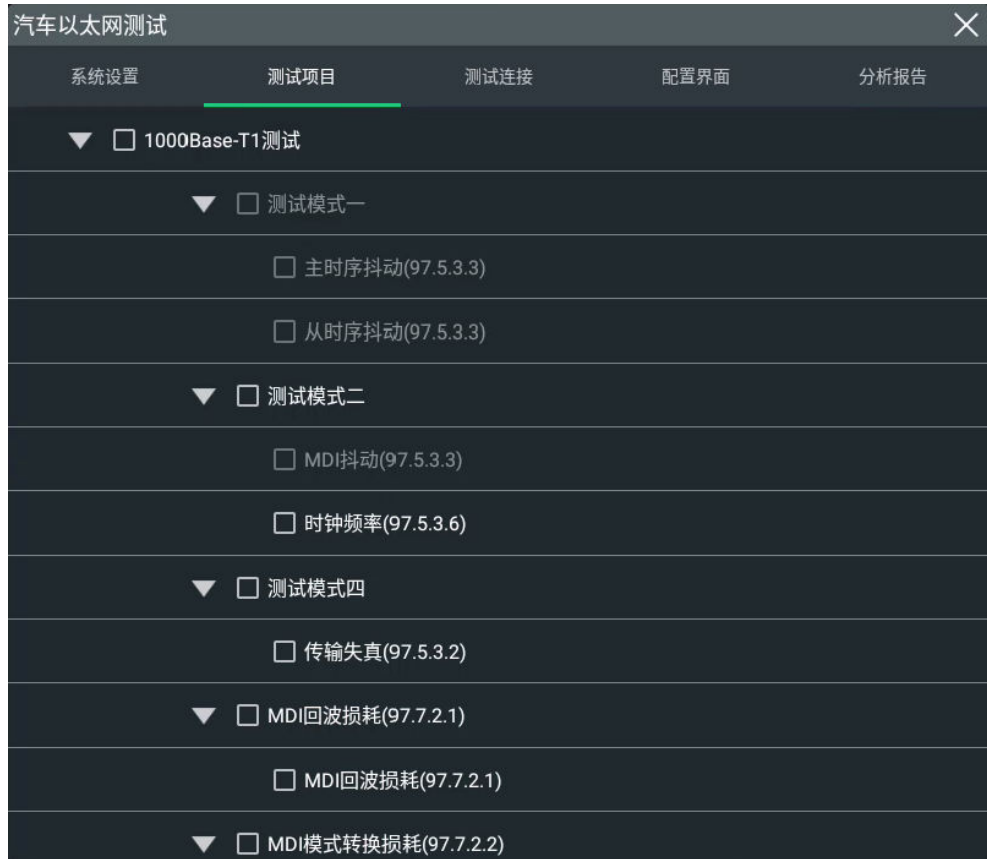 汽车以太网测试
系统设置 测试项目 测试连接 配置界面 分析报告
1000Base-T1测试
测试模式一
主时序抖动(97.5.3.3)
从时序抖动(97.5.3.3)
测试模式二
MDI抖动(97.5.3.3)
时钟频率(97.5.3.6)
测试模式四
传输失真(97.5.3.2)
MDI回波损耗(97.7.2.1)
MDI回波损耗(97.7.2.1)
MDI模式转换损耗(97.7.2.2)